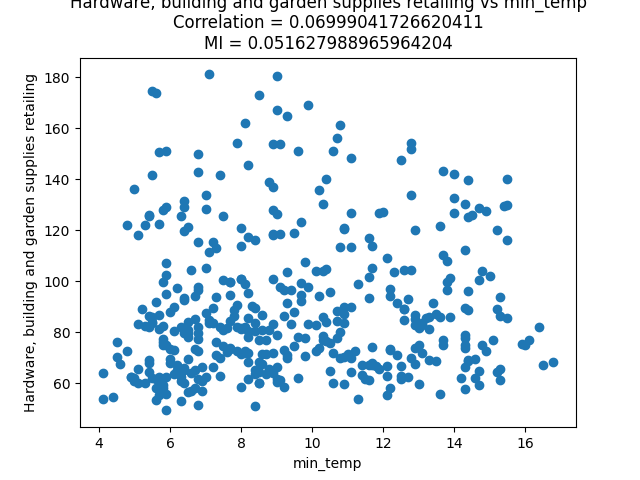 Hardware, building and garden supplies retailing vs min_temp
Correlation = 0.06999041726620411
MI = 0.051627988965964204
180
160
140
120
100
80
60
Hardware, building and garden supplies retailing
4 6 8 10 12 14 16
min_temp